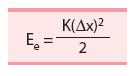 Eₑ = K(Δx)² / 2